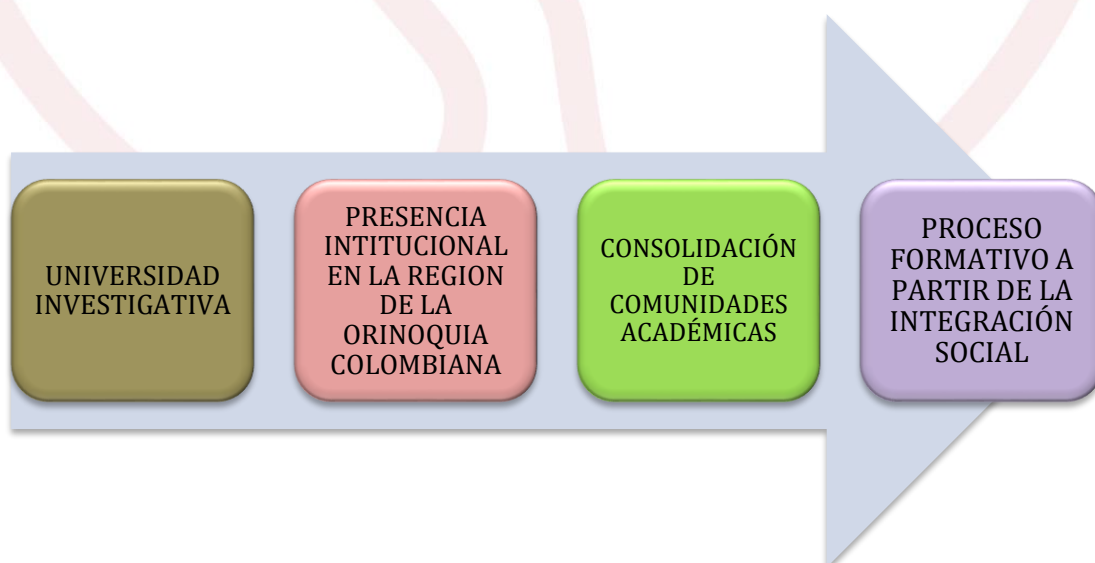 UNIVERSIDAD
INVESTIGATIVA
PRESENCIA
INTITUCIONAL
EN LA REGION
DE LA
ORINOQUIA
COLOMBIANA
CONSOLIDACIÓN
DE
COMUNIDADES
ACADÉMICAS
PROCESO
FORMATIVO A
PARTIR DE LA
INTEGRACIÓN
SOCIAL